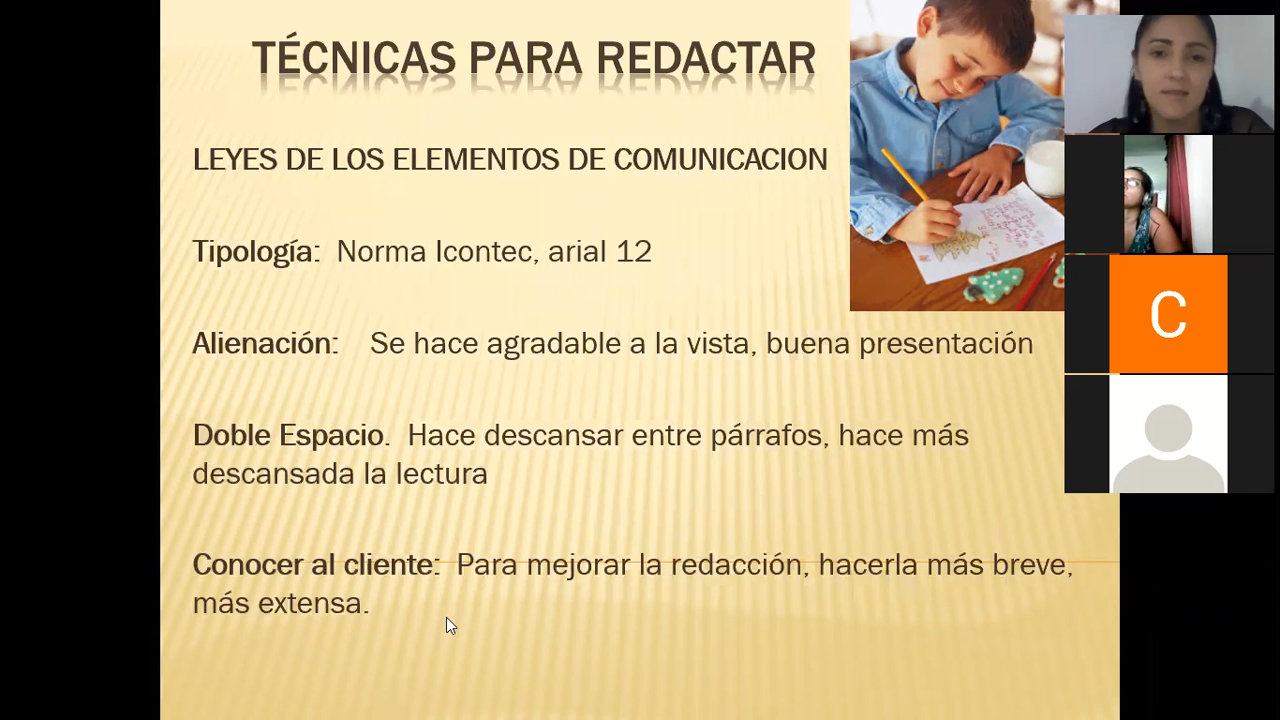 TÉCNICAS PARA REDACTAR
LEYES DE LOS ELEMENTOS DE COMUNICACION
Tipología: Norma Icontec, arial 12
Alienación: Se hace agradable a la vista, buena presentación
Doble Espacio. Hace descansar entre párrafos, hace más
descansada la lectura
Conocer al cliente: Para mejorar la redacción, hacerla más breve,
más extensa.
C